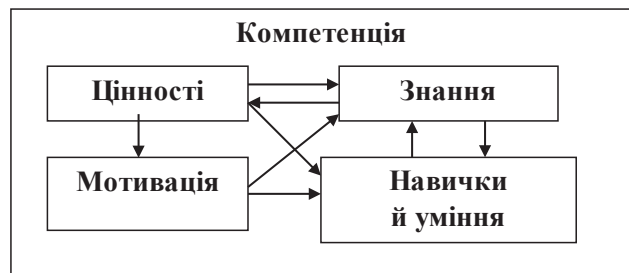 Компетенція
Цінності
Знання
Мотивація
Навички
й уміння